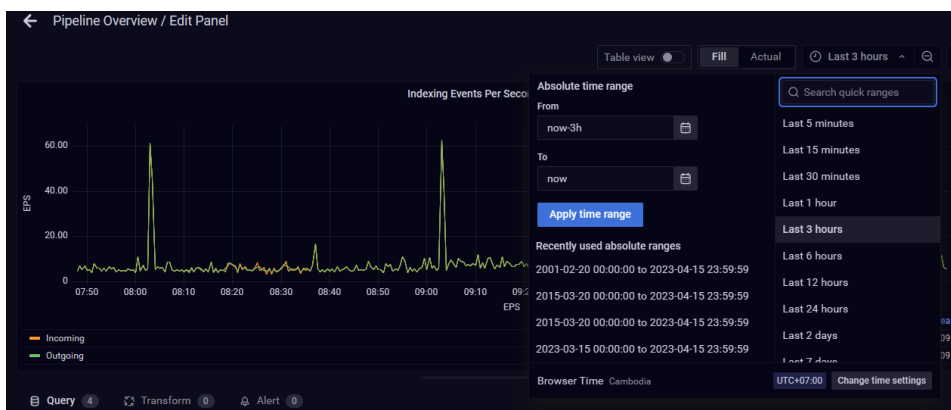 Pipeline Overview / Edit Panel
Table view Fill Actual Last 3 hours
Indexing Events Per Seco
EPS
60.00
40.00
20.00
0
07:50 08:00 08:10 08:20 08:30 08:40 08:50 09:00 09:10 09:2
EPS
Incoming
Outgoing
Absolute time range
From
now-3h
To
now
Apply time range
Recently used absolute ranges
2001-02-20 00:00:00 to 2023-04-15 23:59:59
2015-03-20 00:00:00 to 2023-04-15 23:59:59
2015-03-20 00:00:00 to 2023-04-15 23:59:59
2023-03-15 00:00:00 to 2023-04-15 23:59:59
Search quick ranges
Last 5 minutes
Last 15 minutes
Last 30 minutes
Last 1 hour
Last 3 hours
Last 6 hours
Last 12 hours
Last 24 hours
Last 2 days
Last 7 days
Browser Time Cambodia UTC+07:00 Change time settings
ea
09
09
Query 4 Transform 0 Alert 0